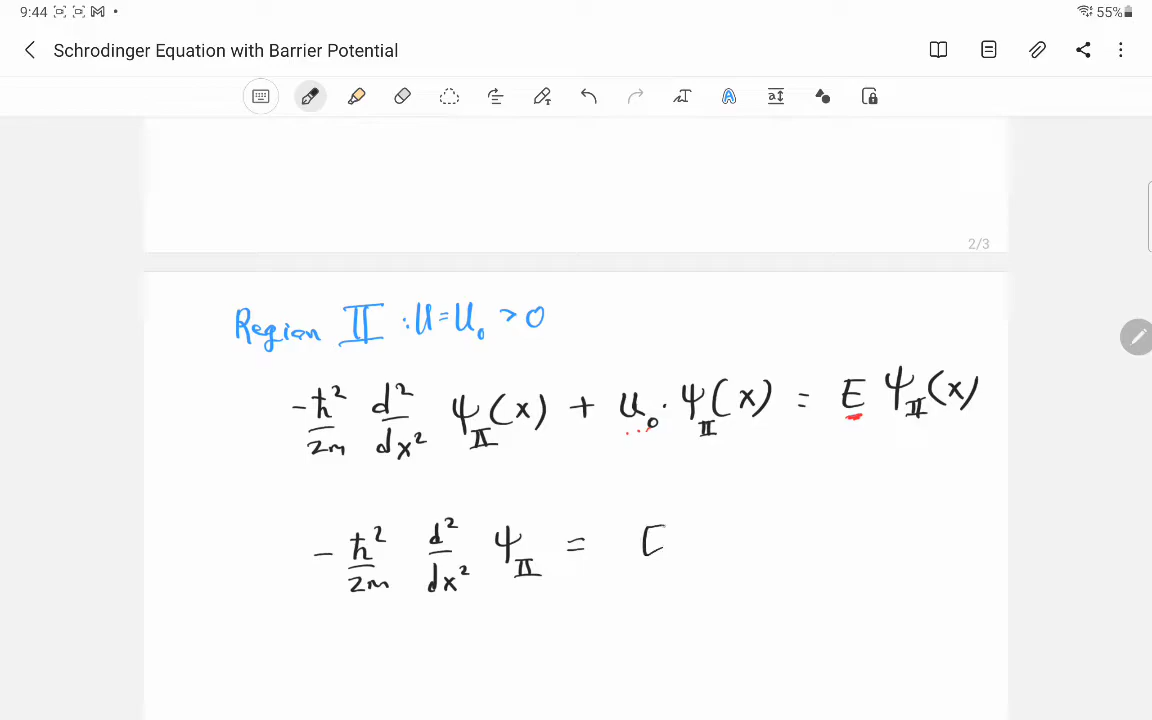 9:44
55%
Schrodinger Equation with Barrier Potential
2/3
Region II : U = U₀ > 0
-ħ²/2m d²/dx² Ψ_II(x) + U₀ · Ψ_II(x) = E Ψ_II(x)
-ħ²/2m d²/dx² Ψ_II = [